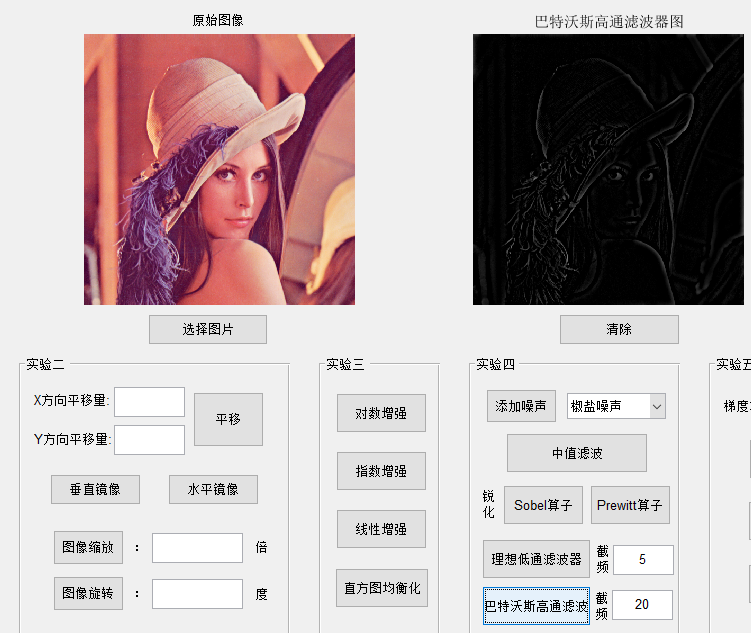 原始图像
巴特沃斯高通滤波器图
选择图片
清除
实验二
实验三
实验四
实验五
X方向平移量:
平移
Y方向平移量:
垂直镜像
水平镜像
图像缩放 : 倍
图像旋转 : 度
对数增强
指数增强
线性增强
直方图均衡化
添加噪声
椒盐噪声
中值滤波
锐化
Sobel算子
Prewitt算子
理想低通滤波器
截频
5
巴特沃斯高通滤波
截频
20
梯度